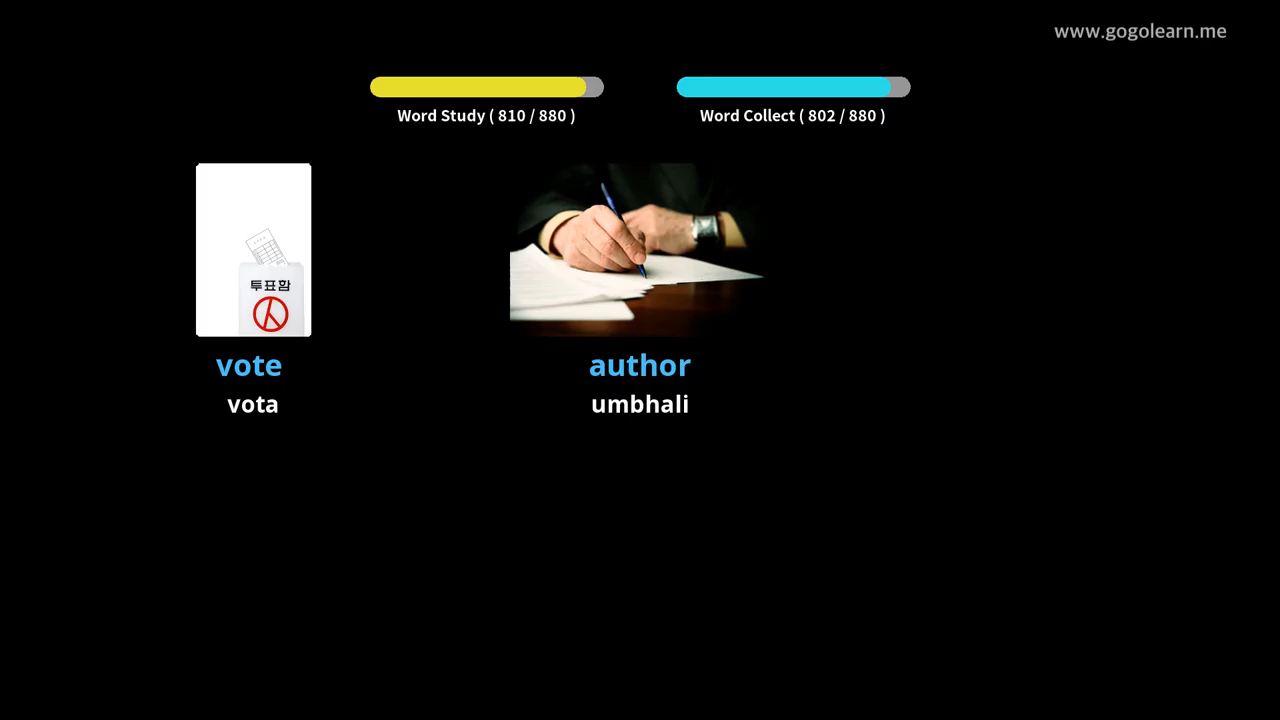 www.gogolearn.me
Word Study ( 810 / 880 )
Word Collect ( 802 / 880 )
투표함
vote
author
vota
umbhali